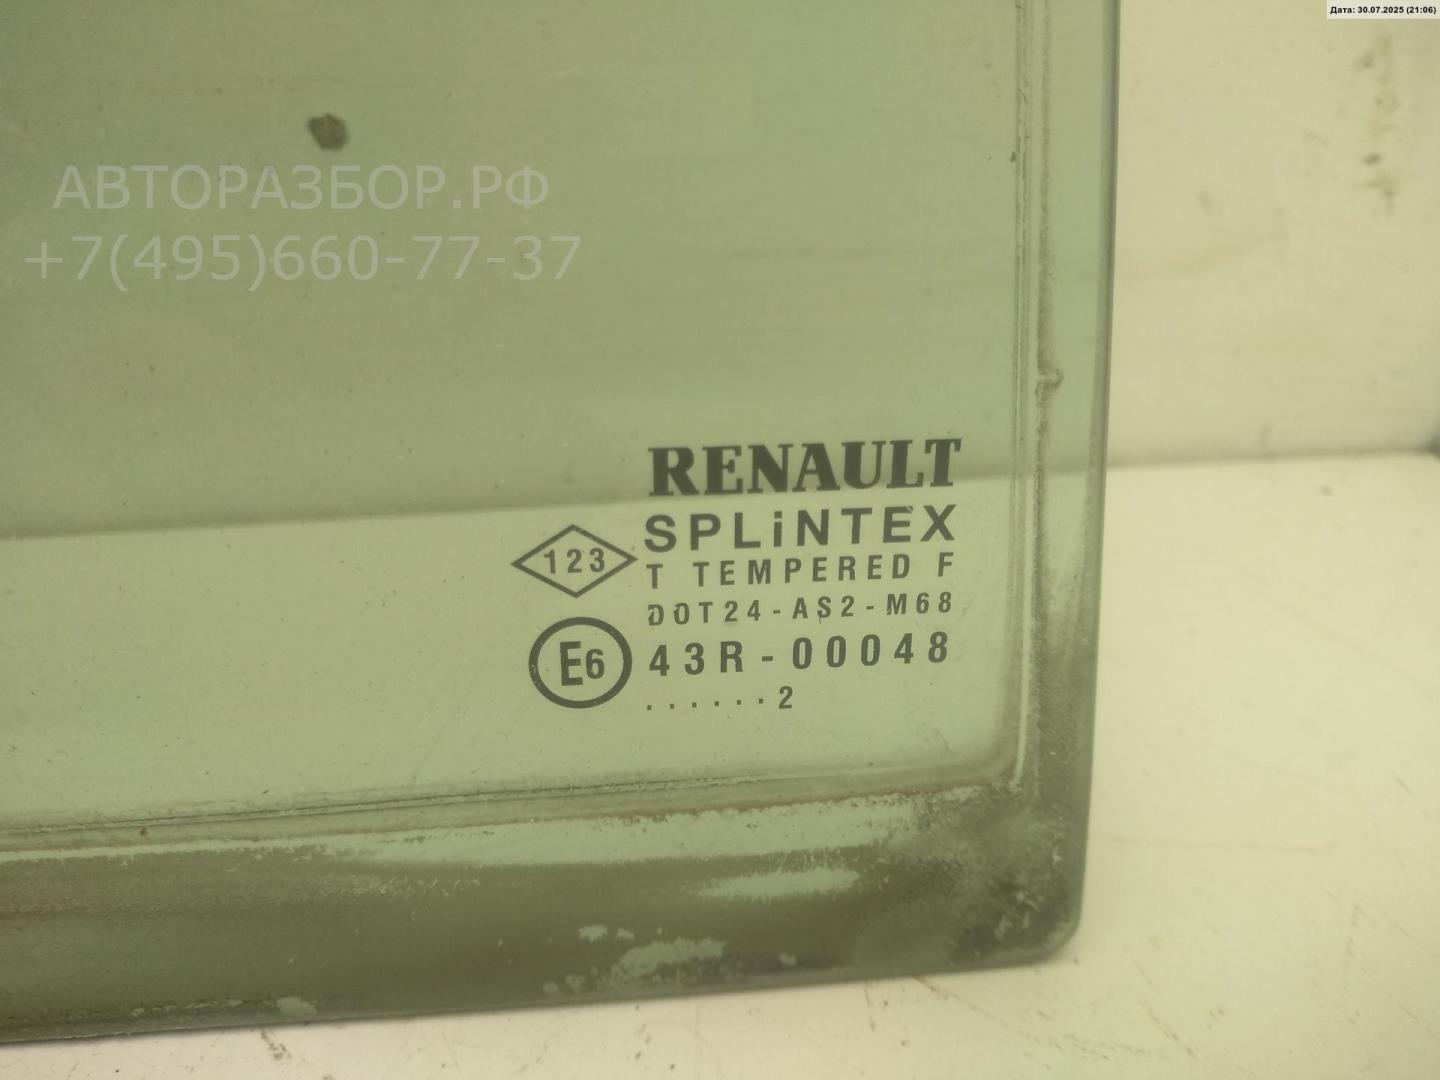 Дата: 30.07.2025 (21:06)
АВТОРАЗБОР.РФ
+7(495)660-77-37
RENAULT
SPLiNTEX
123
T TEMPERED F
DOT24-AS2-M68
E6 43R-00048
......2